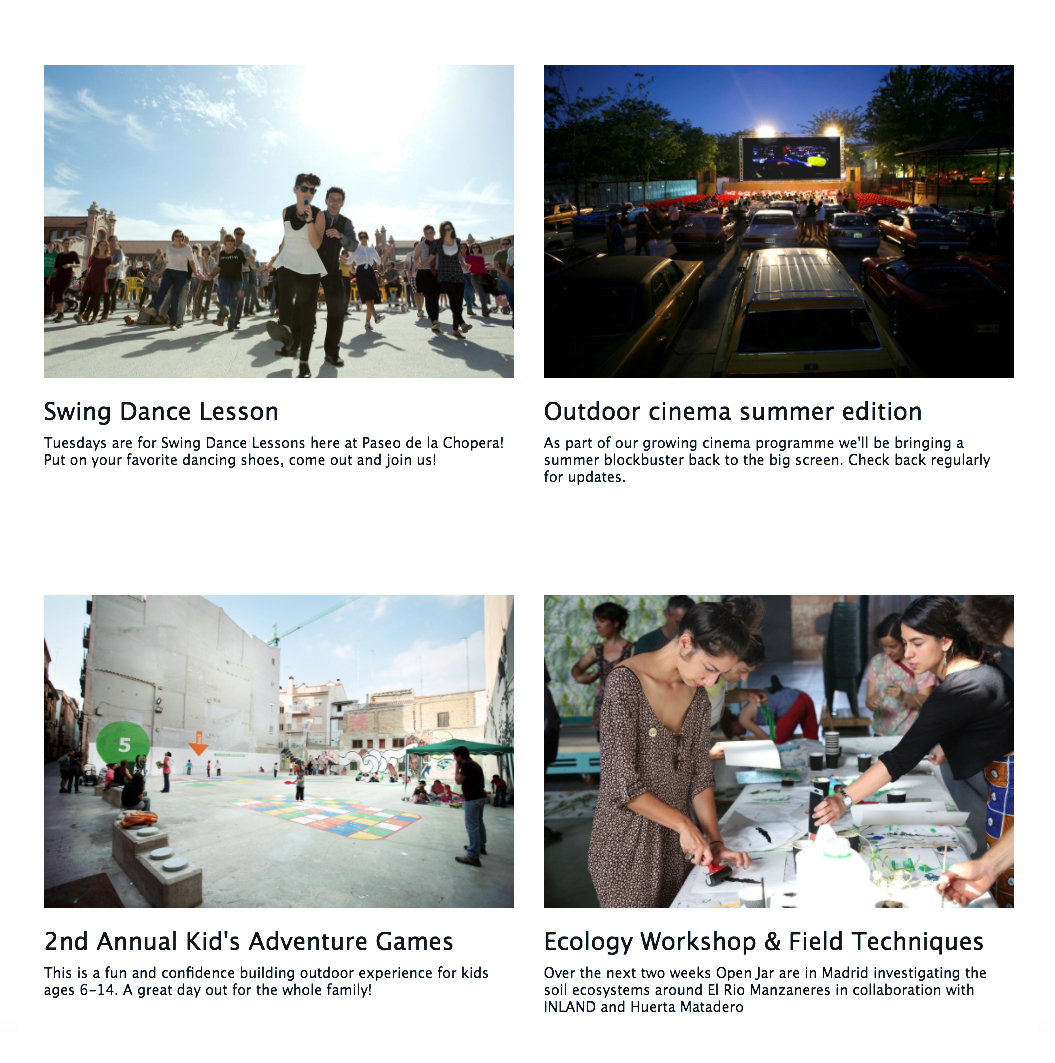 Swing Dance Lesson
Tuesdays are for Swing Dance Lessons here at Paseo de la Chopera!
Put on your favorite dancing shoes, come out and join us!
Outdoor cinema summer edition
As part of our growing cinema programme we'll be bringing a
summer blockbuster back to the big screen. Check back regularly
for updates.
5
2nd Annual Kid's Adventure Games
This is a fun and confidence building outdoor experience for kids
ages 6-14. A great day out for the whole family!
Ecology Workshop & Field Techniques
Over the next two weeks Open Jar are in Madrid investigating the
soil ecosystems around El Rio Manzaneres in collaboration with
INLAND and Huerta Matadero